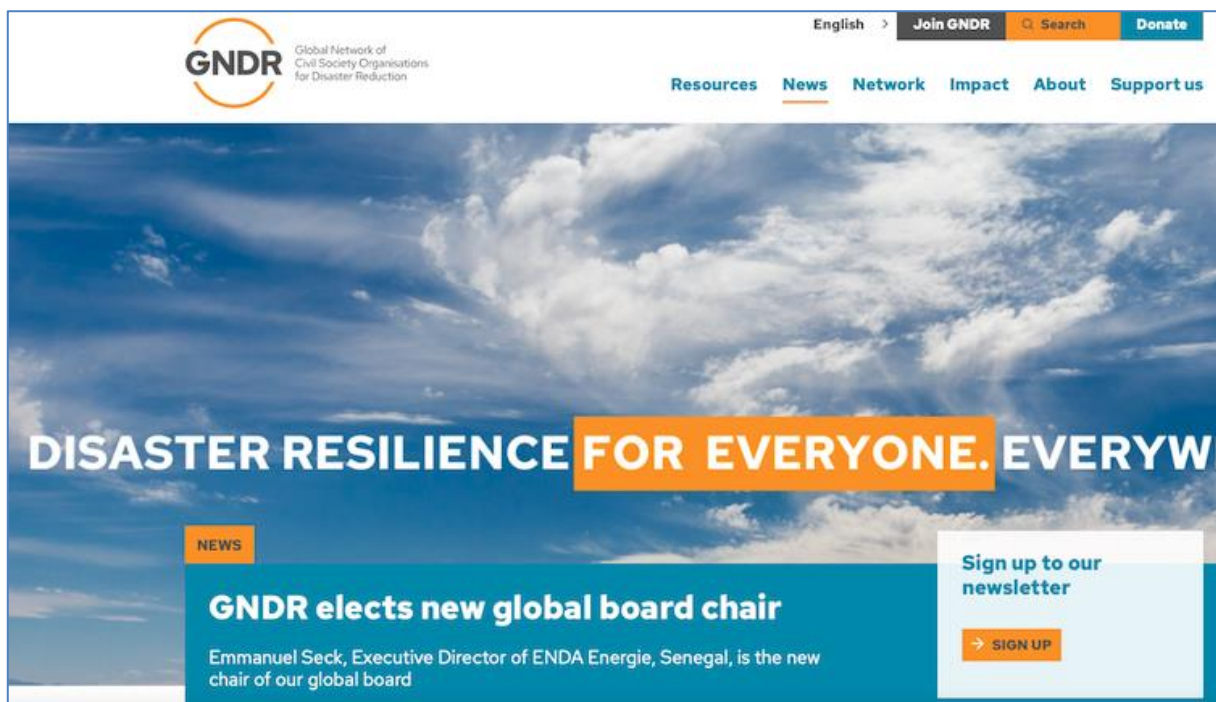 English > Join GNDR Search Donate
GNDR
Global Network of
Civil Society Organisations
for Disaster Reduction
Resources News Network Impact About Support us
DISASTER RESILIENCE FOR EVERYONE. EVERYW
NEWS
GNDR elects new global board chair
Emmanuel Seck, Executive Director of ENDA Energie, Senegal, is the new
chair of our global board
Sign up to our
newsletter
→ SIGN UP